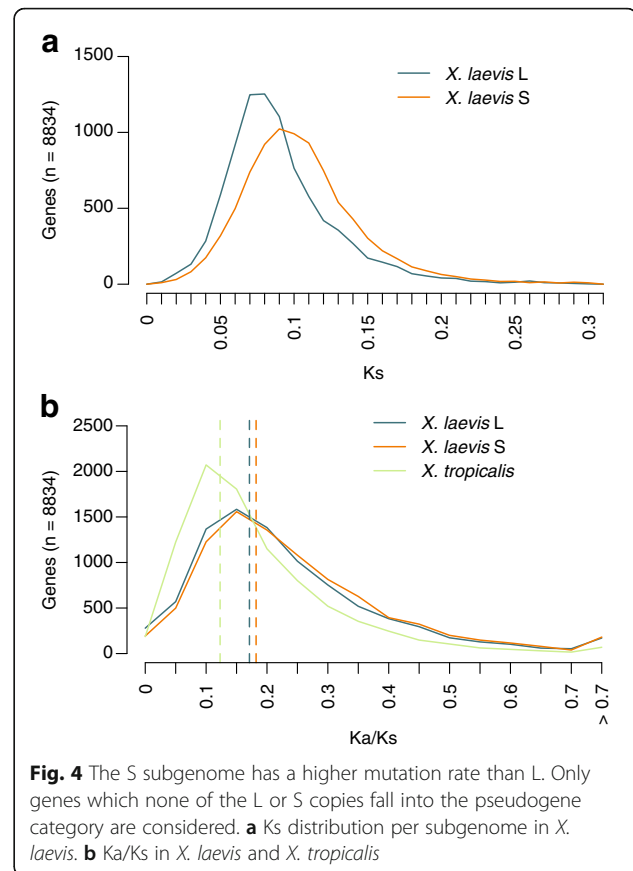 a
1500
1000
500
0
Genes (n = 8834)
X. laevis L
X. laevis S
0
0.05
0.1
0.15
0.2
0.25
0.3
Ks
b
2500
2000
1500
1000
500
0
Genes (n = 8834)
X. laevis L
X. laevis S
X. tropicalis
0
0.1
0.2
0.3
0.4
0.5
0.6
0.7
> 0.7
Ka/Ks
Fig. 4 The S subgenome has a higher mutation rate than L. Only
genes which none of the L or S copies fall into the pseudogene
category are considered. a Ks distribution per subgenome in X.
laevis. b Ka/Ks in X. laevis and X. tropicalis